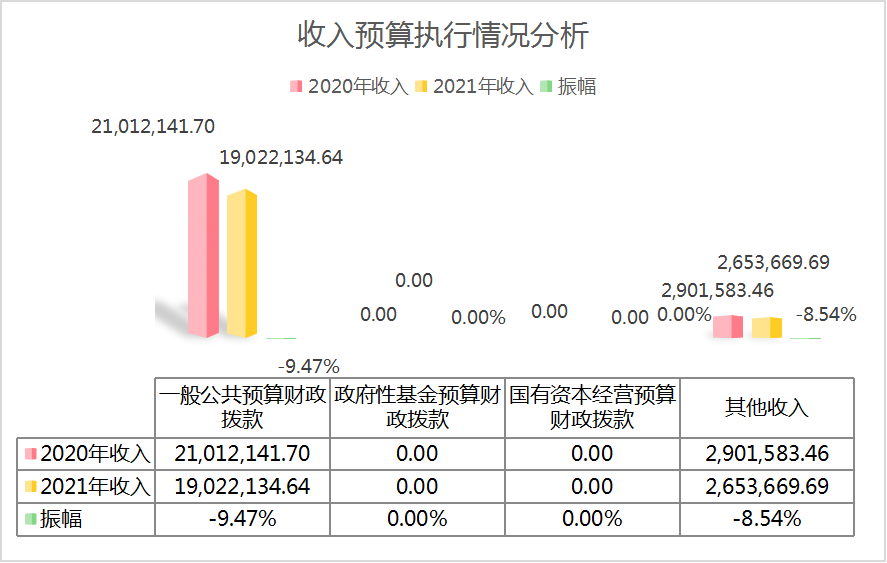 收入预算执行情况分析
2020年收入 2021年收入 振幅
21,012,141.70
19,022,134.64
2,653,669.69
0.00
2,901,583.46
0.00 0.00% 0.00 0.00 0.00% -8.54%
-9.47%
一般公共预算财政 政府性基金预算财 国有资本经营预算 其他收入
拨款 政拨款 财政拨款
2020年收入 21,012,141.70 0.00 0.00 2,901,583.46
2021年收入 19,022,134.64 0.00 0.00 2,653,669.69
振幅 -9.47% 0.00% 0.00% -8.54%